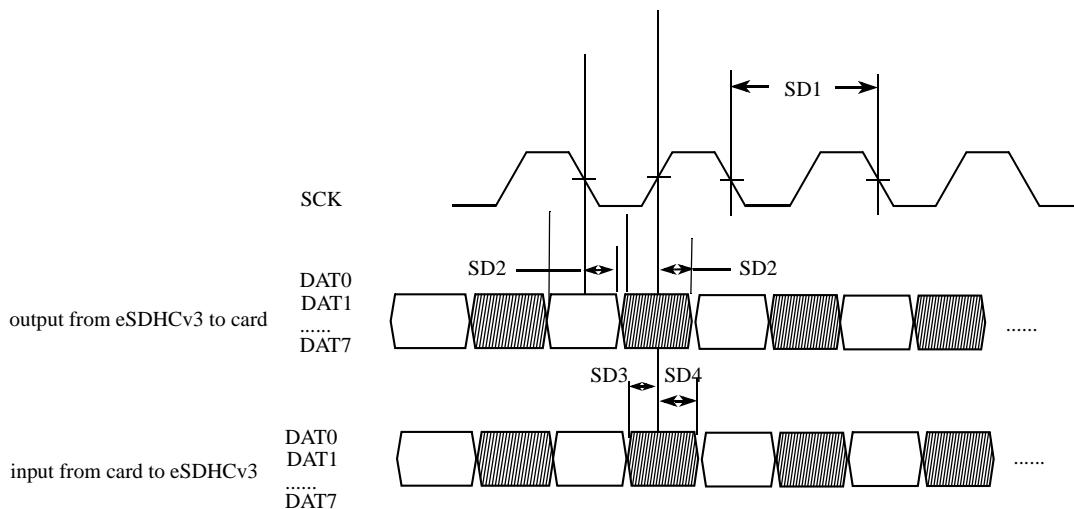 SD1
SCK
SD2
SD2
DAT0
DAT1
output from eSDHCv3 to card
......
......
DAT7
SD3
SD4
DAT0
DAT1
input from card to eSDHCv3
......
......
DAT7